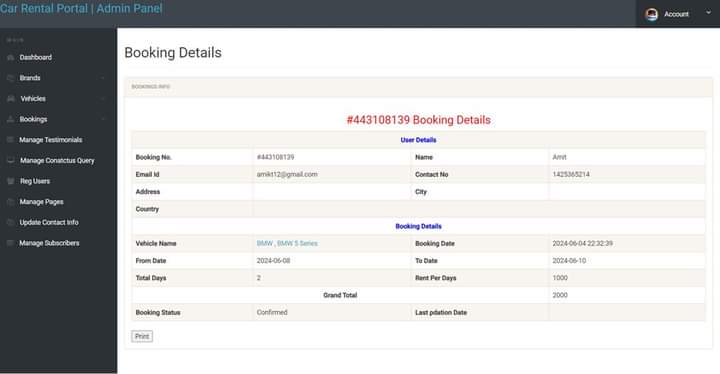 Car Rental Portal | Admin Panel
Account
MAIN
Dashboard
Brands
Vehicles
Bookings
Manage Testimonials
Manage Conatctus Query
Reg Users
Manage Pages
Update Contact Info
Manage Subscribers
Booking Details
BOOKINGS INFO
#443108139 Booking Details
User Details
Booking No. #443108139 Name Amit
Email Id amikt12@gmail.com Contact No 1425365214
Address City
Country
Booking Details
Vehicle Name BMW , BMW 5 Series Booking Date 2024-06-04 22:32:39
From Date 2024-06-08 To Date 2024-06-10
Total Days 2 Rent Per Days 1000
Grand Total 2000
Booking Status Confirmed Last pdation Date
Print